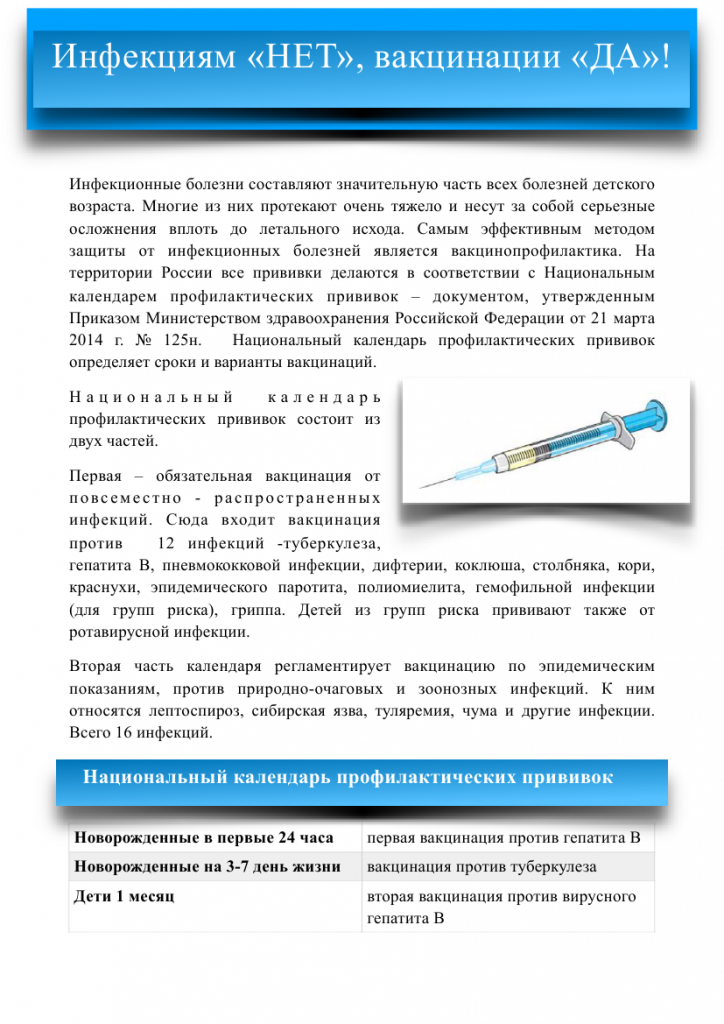 Инфекциям «НЕТ», вакцинации «ДА»!
Инфекционные болезни составляют значительную часть всех болезней детского
возраста. Многие из них протекают очень тяжело и несут за собой серьезные
осложнения вплоть до летального исхода. Самым эффективным методом
защиты от инфекционных болезней является вакцинопрофилактика. На
территории России все прививки делаются в соответствии с Национальным
календарем профилактических прививок – документом, утвержденным
Приказом Министерством здравоохранения Российской Федерации от 21 марта
2014 г. № 125н. Национальный календарь профилактических прививок
определяет сроки и варианты вакцинаций.
Национальный календарь
профилактических прививок состоит из
двух частей.
Первая – обязательная вакцинация от
повсеместно - распространенных
инфекций. Сюда входит вакцинация
против 12 инфекций -туберкулеза,
гепатита В, пневмококковой инфекции, дифтерии, коклюша, столбняка, кори,
краснухи, эпидемического паротита, полиомиелита, гемофильной инфекции
(для групп риска), гриппа. Детей из групп риска прививают также от
ротавирусной инфекции.
Вторая часть календаря регламентирует вакцинацию по эпидемическим
показаниям, против природно-очаговых и зоонозных инфекций. К ним
относятся лептоспироз, сибирская язва, туляремия, чума и другие инфекции.
Всего 16 инфекций.
Национальный календарь профилактических прививок
Новорожденные в первые 24 часа первая вакцинация против гепатита В
Новорожденные на 3-7 день жизни вакцинация против туберкулеза
Дети 1 месяц вторая вакцинация против вирусного
гепатита В